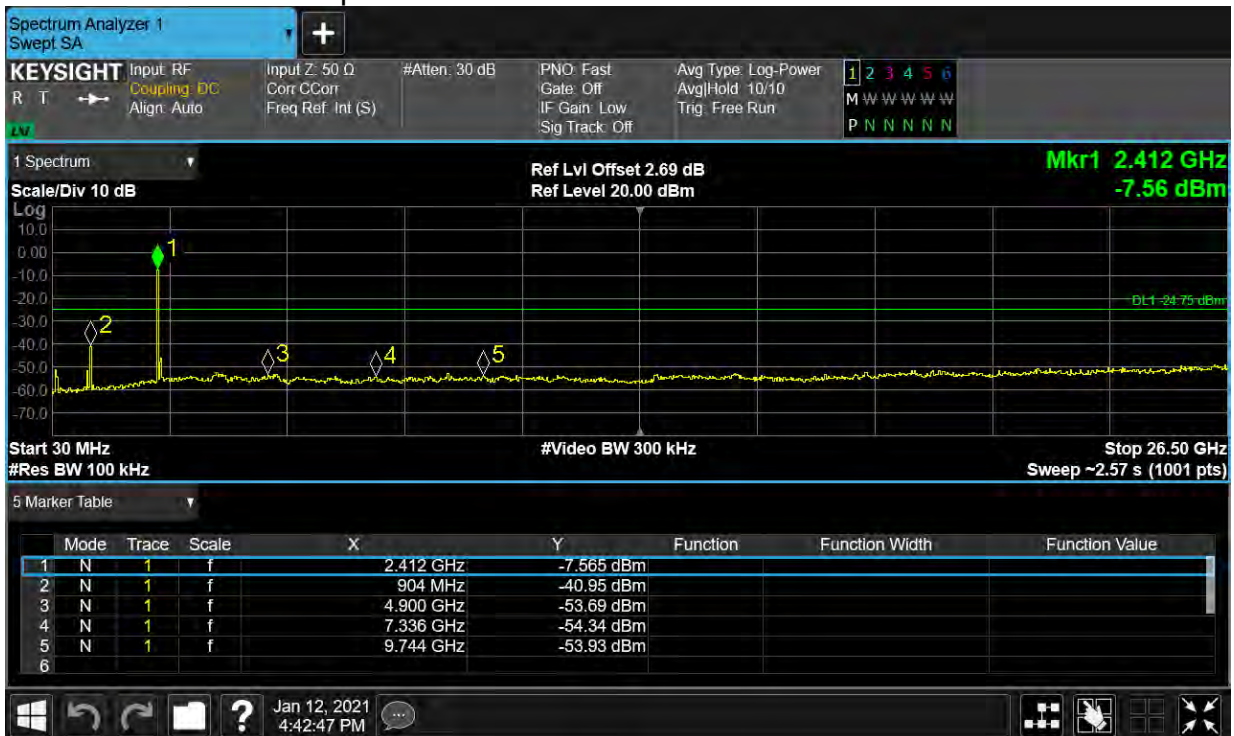 Spectrum Analyzer 1
Swept SA
+
KEYSIGHT Input: RF Input Z: 50 Ω #Atten: 30 dB PNO: Fast Avg Type: Log-Power 1 2 3 4 5 6
R T Coupling: DC Corr CCorr Gate: Off Avg|Hold: 10/10 M W W W W W
Align: Auto Freq Ref: Int (S) IF Gain: Low Trig: Free Run
LXI Sig Track: Off P N N N N N
1 Spectrum Ref Lvl Offset 2.69 dB Mkr1 2.412 GHz
Scale/Div 10 dB Ref Level 20.00 dBm -7.56 dBm
Log
10.0
0.00 1
-10.0
-20.0 DL1 -24.75 dBm
-30.0 2
-40.0 3 4 5
-50.0
-60.0
-70.0
Start 30 MHz #Video BW 300 kHz Stop 26.50 GHz
#Res BW 100 kHz Sweep ~2.57 s (1001 pts)
5 Marker Table
Mode Trace Scale X Y Function Function Width Function Value
1 N 1 f 2.412 GHz -7.565 dBm
2 N 1 f 904 MHz -40.95 dBm
3 N 1 f 4.900 GHz -53.69 dBm
4 N 1 f 7.336 GHz -54.34 dBm
5 N 1 f 9.744 GHz -53.93 dBm
6
? Jan 12, 2021
4:42:47 PM